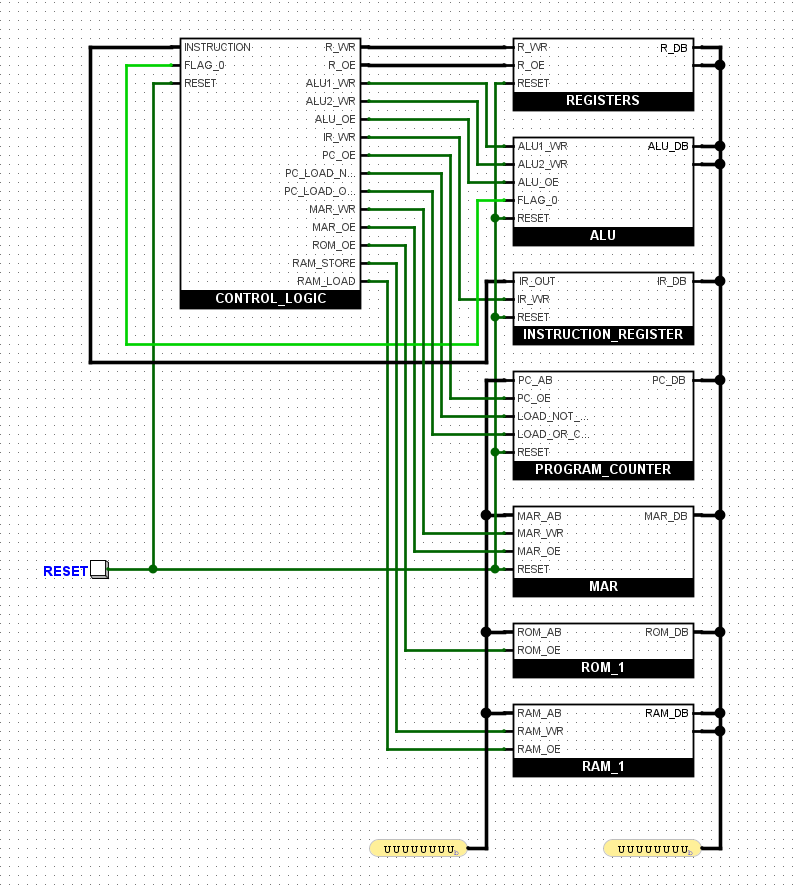 INSTRUCTION
FLAG_0
RESET
R_WR
R_OE
ALU1_WR
ALU2_WR
ALU_OE
IR_WR
PC_OE
PC_LOAD_N...
PC_LOAD_O...
MAR_WR
MAR_OE
ROM_OE
RAM_STORE
RAM_LOAD
CONTROL_LOGIC
R_WR R_DB
R_OE
RESET
REGISTERS
ALU1_WR ALU_DB
ALU2_WR
ALU_OE
FLAG_0
RESET
ALU
IR_OUT IR_DB
IR_WR
RESET
INSTRUCTION_REGISTER
PC_AB PC_DB
PC_OE
LOAD_NOT_...
LOAD_OR_C...
RESET
PROGRAM_COUNTER
MAR_AB MAR_DB
MAR_WR
MAR_OE
RESET
MAR
RESET
ROM_AB ROM_DB
ROM_OE
ROM_1
RAM_AB RAM_DB
RAM_WR
RAM_OE
RAM_1
UUUUUUUUb UUUUUUUUb